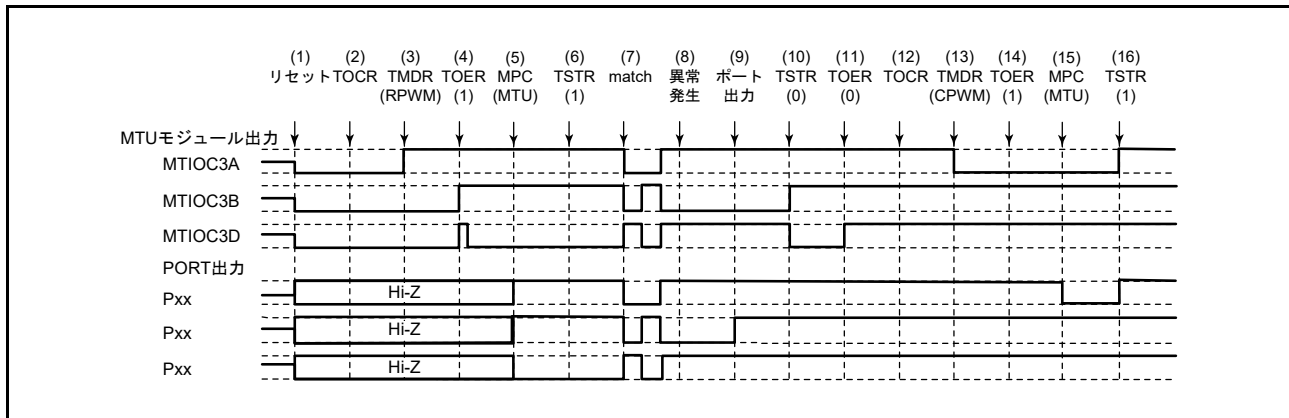 (1) (2) (3) (4) (5) (6) (7) (8) (9) (10) (11) (12) (13) (14) (15) (16)
リセット TOCR TMDR TOER MPC TSTR match 異常 ポート TSTR TOER TOCR TMDR TOER MPC TSTR
(RPWM) (1) (MTU) (1) 発生 出力 (0) (0) (CPWM) (1) (MTU) (1)
MTUモジュール出力
MTIOC3A
MTIOC3B
MTIOC3D
PORT出力
Pxx Hi-Z
Pxx Hi-Z
Pxx Hi-Z